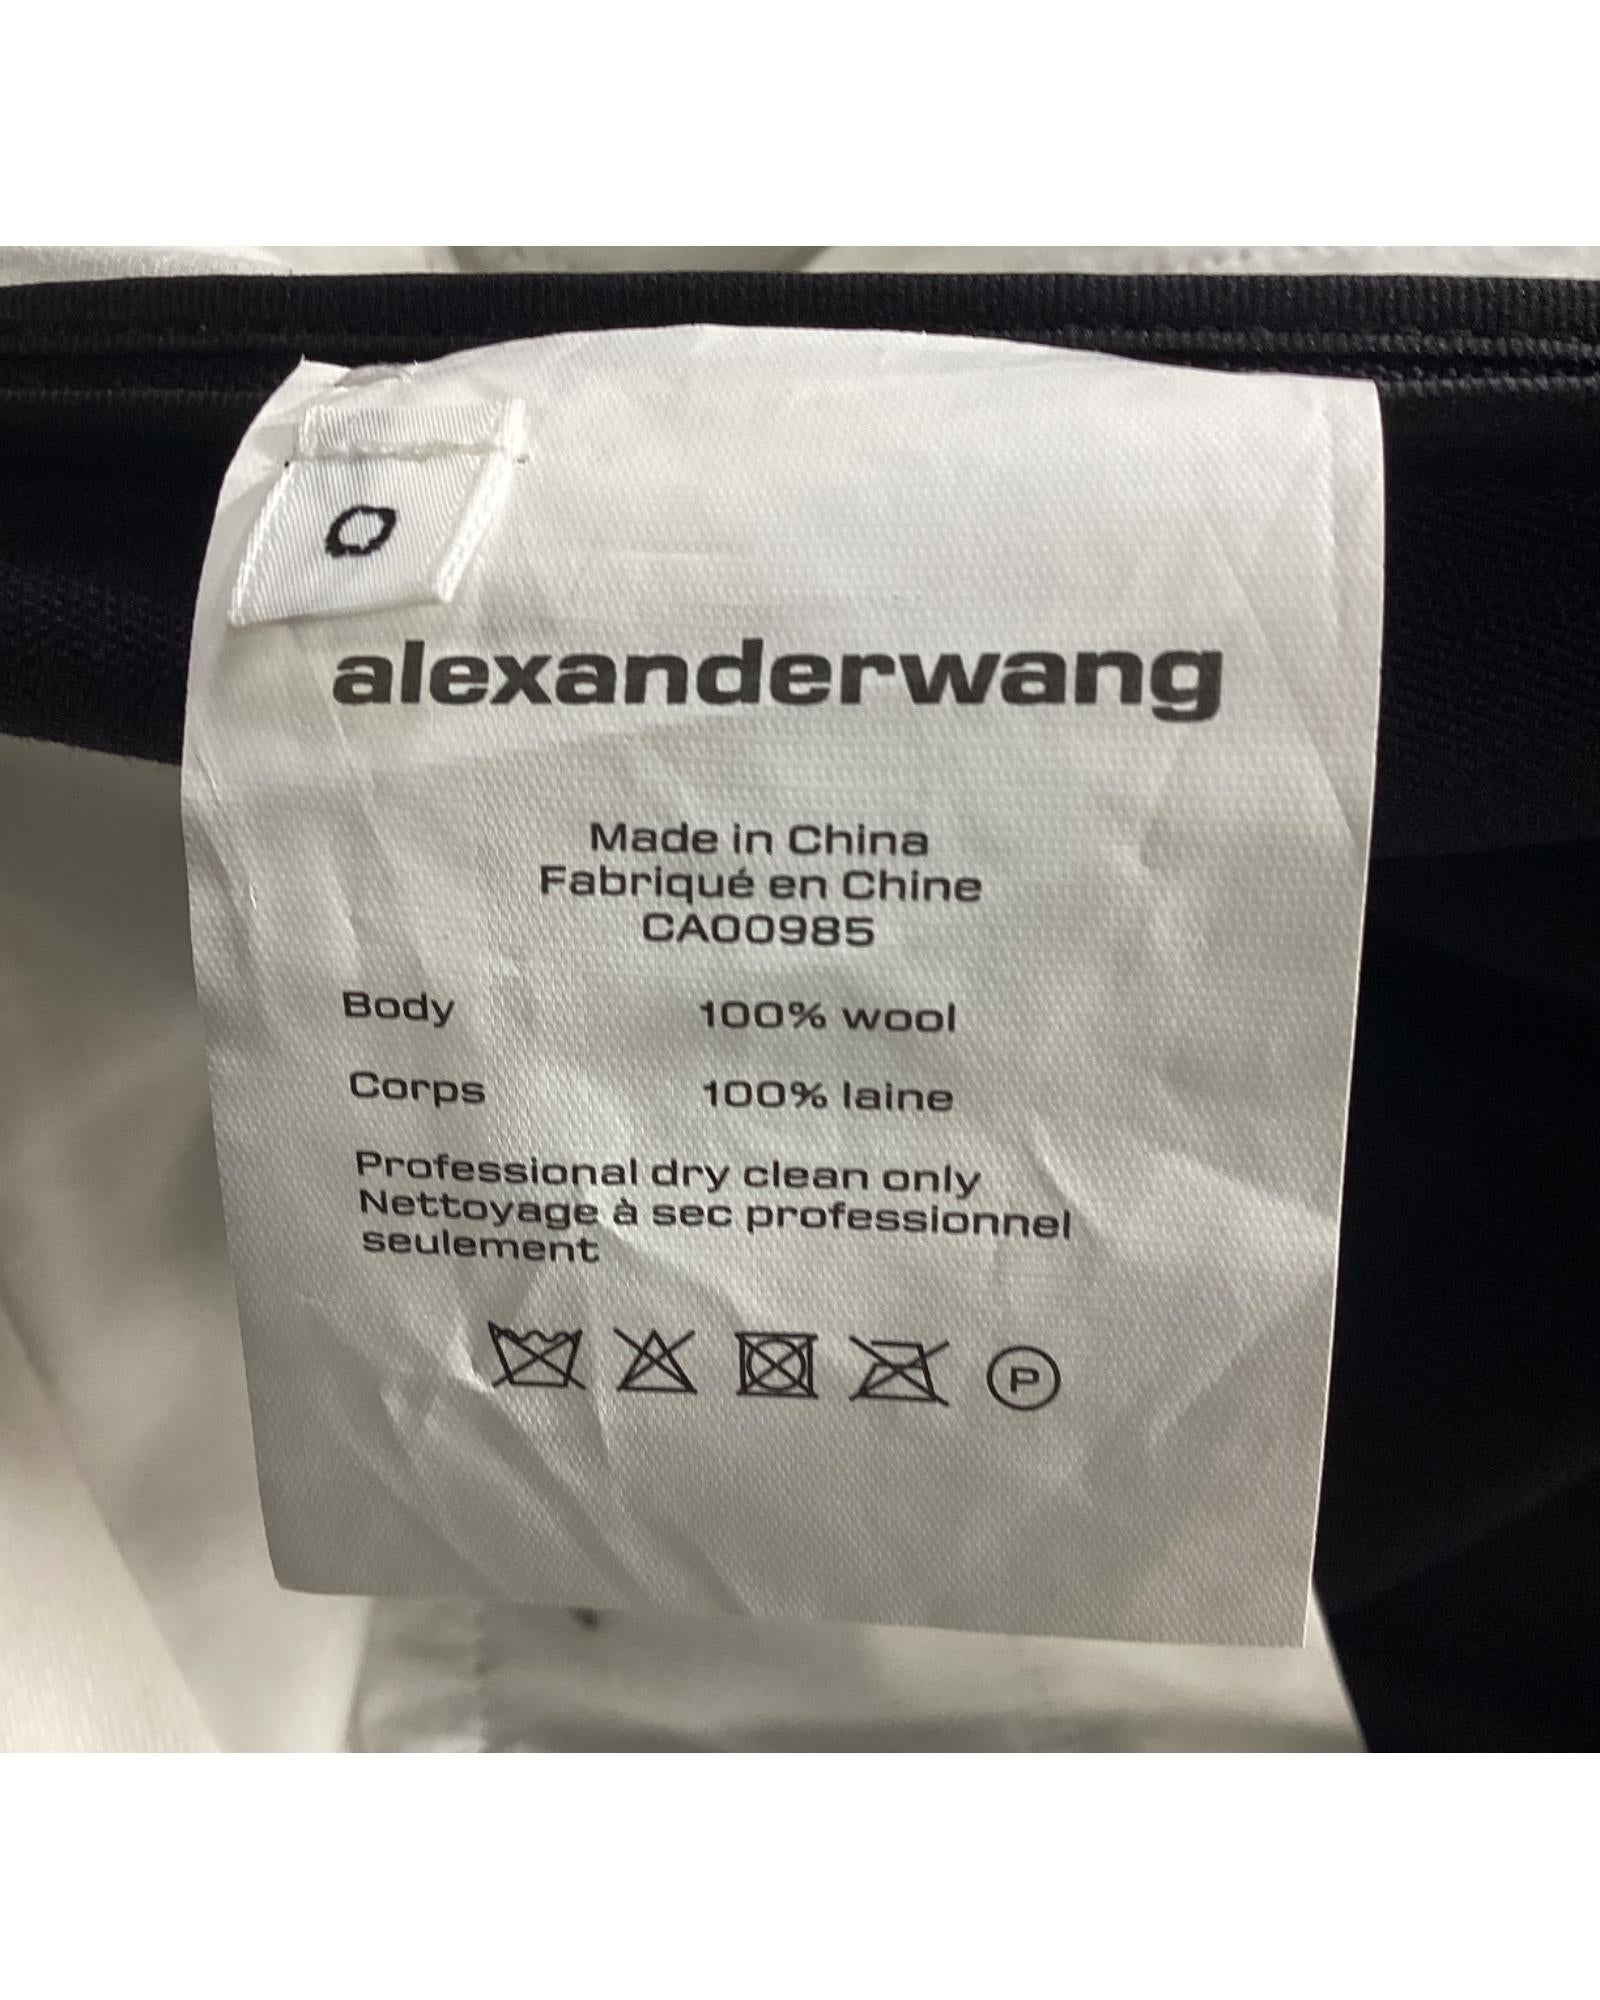 0
alexanderwang
Made in China
Fabriqué en Chine
CA00985
Body 100% wool
Corps 100% laine
Professional dry clean only
Nettoyage à sec professionnel
seulement
P